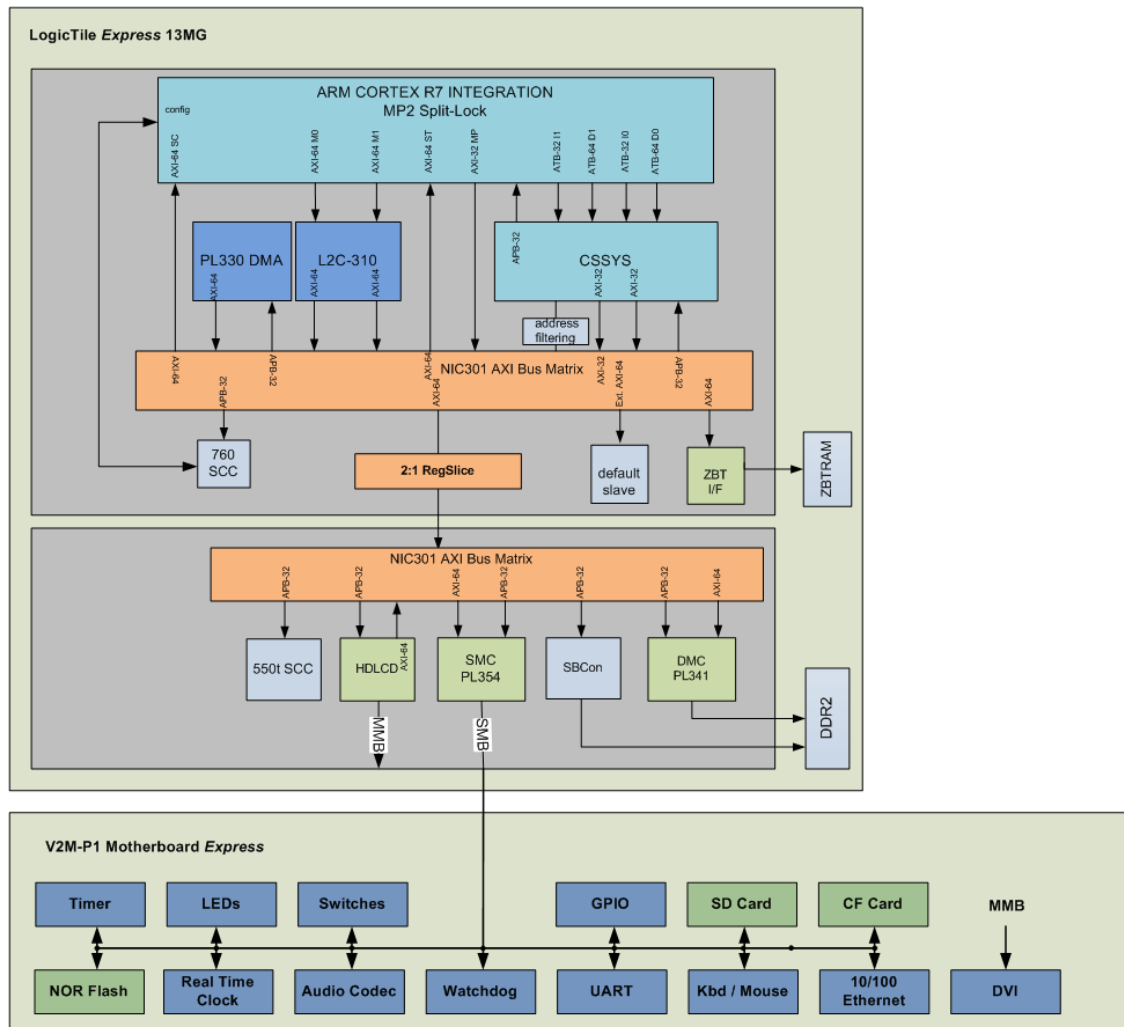 LogicTile Express 13MG
ARM CORTEX R7 INTEGRATION
MP2 Split-Lock
config
AXI-64 SC
AXI-64 M0
AXI-64 M1
AXI-64 ST
AXI-32 MP
ATB-32 I1
ATB-64 D1
ATB-32 I0
ATB-64 D0
PL330 DMA
AXI-64
L2C-310
AXI-64
AXI-64
APB-32
CSSYS
AXI-32
AXI-32
address
filtering
NIC301 AXI Bus Matrix
AXI-64
APB-32
APB-32
AXI-64
AXI-64
AXI-32
Ext. AXI-64
APB-32
AXI-64
760
SCC
2:1 RegSlice
default
slave
ZBT
I/F
ZBTRAM
NIC301 AXI Bus Matrix
APB-32
APB-32
AXI-64
APB-32
APB-32
APB-32
AXI-64
550t SCC
HDLCD
AXI-64
SMC
PL354
SBCon
DMC
PL341
DDR2
MMB
SMB
V2M-P1 Motherboard Express
Timer
LEDs
Switches
GPIO
SD Card
CF Card
MMB
NOR Flash
Real Time
Clock
Audio Codec
Watchdog
UART
Kbd / Mouse
10/100
Ethernet
DVI